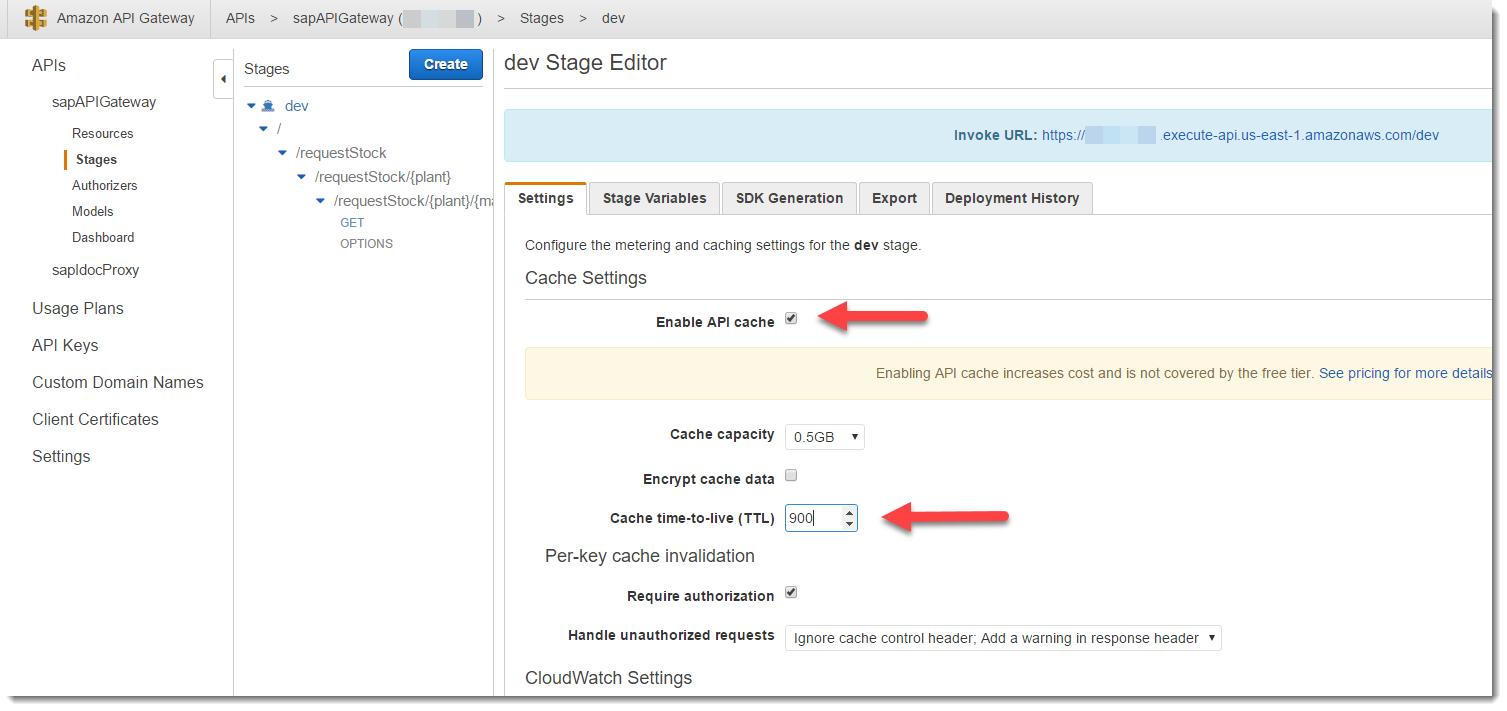 Amazon API Gateway APIs > sapAPIGateway ( ) > Stages > dev
APIs
sapAPIGateway
Resources
Stages
Authorizers
Models
Dashboard
sapIdocProxy
Usage Plans
API Keys
Custom Domain Names
Client Certificates
Settings
Stages Create
dev
/
/requestStock
/requestStock/{plant}
/requestStock/{plant}/{ma
GET
OPTIONS
dev Stage Editor
Invoke URL: https:// .execute-api.us-east-1.amazonaws.com/dev
Settings Stage Variables SDK Generation Export Deployment History
Configure the metering and caching settings for the dev stage.
Cache Settings
Enable API cache
Enabling API cache increases cost and is not covered by the free tier. See pricing for more details
Cache capacity 0.5GB
Encrypt cache data
Cache time-to-live (TTL) 900
Per-key cache invalidation
Require authorization
Handle unauthorized requests Ignore cache control header; Add a warning in response header
CloudWatch Settings